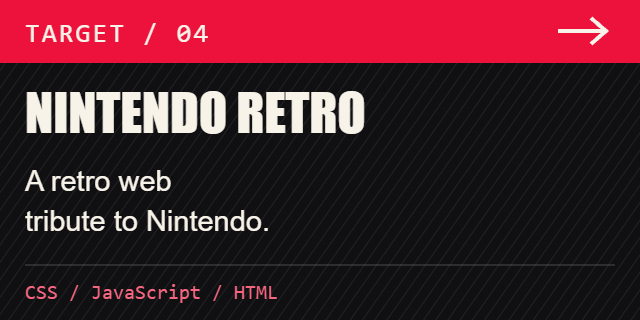 TARGET / 04
NINTENDO RETRO
A retro web
tribute to Nintendo.
CSS / JavaScript / HTML